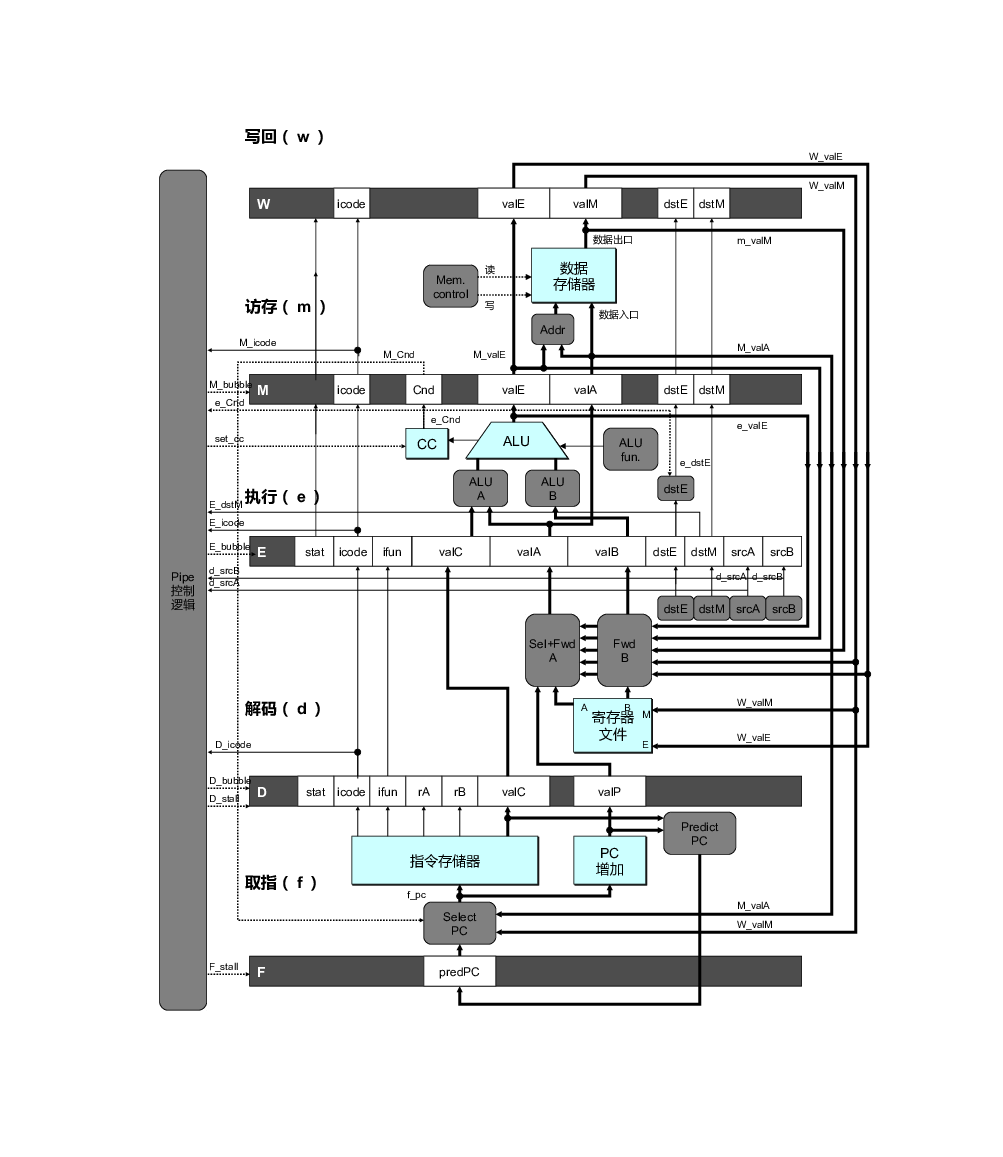 写回( w )
W_valE
W_valM
W
icode
valE
valM
dstE
dstM
数据出口
m_valM
Mem.
control
读
写
数据
存储器
访存( m )
Addr
数据入口
M_icode
M_Cnd
M_valE
M_valA
M_bubble
M
icode
Cnd
valE
valA
dstE
dstM
e_Cnd
e_Cnd
e_valE
set_cc
CC
ALU
ALU
fun.
e_dstE
ALU
A
ALU
B
dstE
执行( e )
E_dstM
E_icode
E_bubble
E
stat
icode
ifun
valC
valA
valB
dstE
dstM
srcA
srcB
d_srcB
d_srcA
d_srcA
d_srcB
dstE
dstM
srcA
srcB
Pipe
控制
逻辑
Sel+Fwd
A
Fwd
B
解码( d )
A
B
M
E
寄存器
文件
W_valM
W_valE
D_icode
D_bubble
D_stall
D
stat
icode
ifun
rA
rB
valC
valP
Predict
PC
指令存储器
PC
增加
取指( f )
f_pc
Select
PC
M_valA
W_valM
F_stall
F
predPC